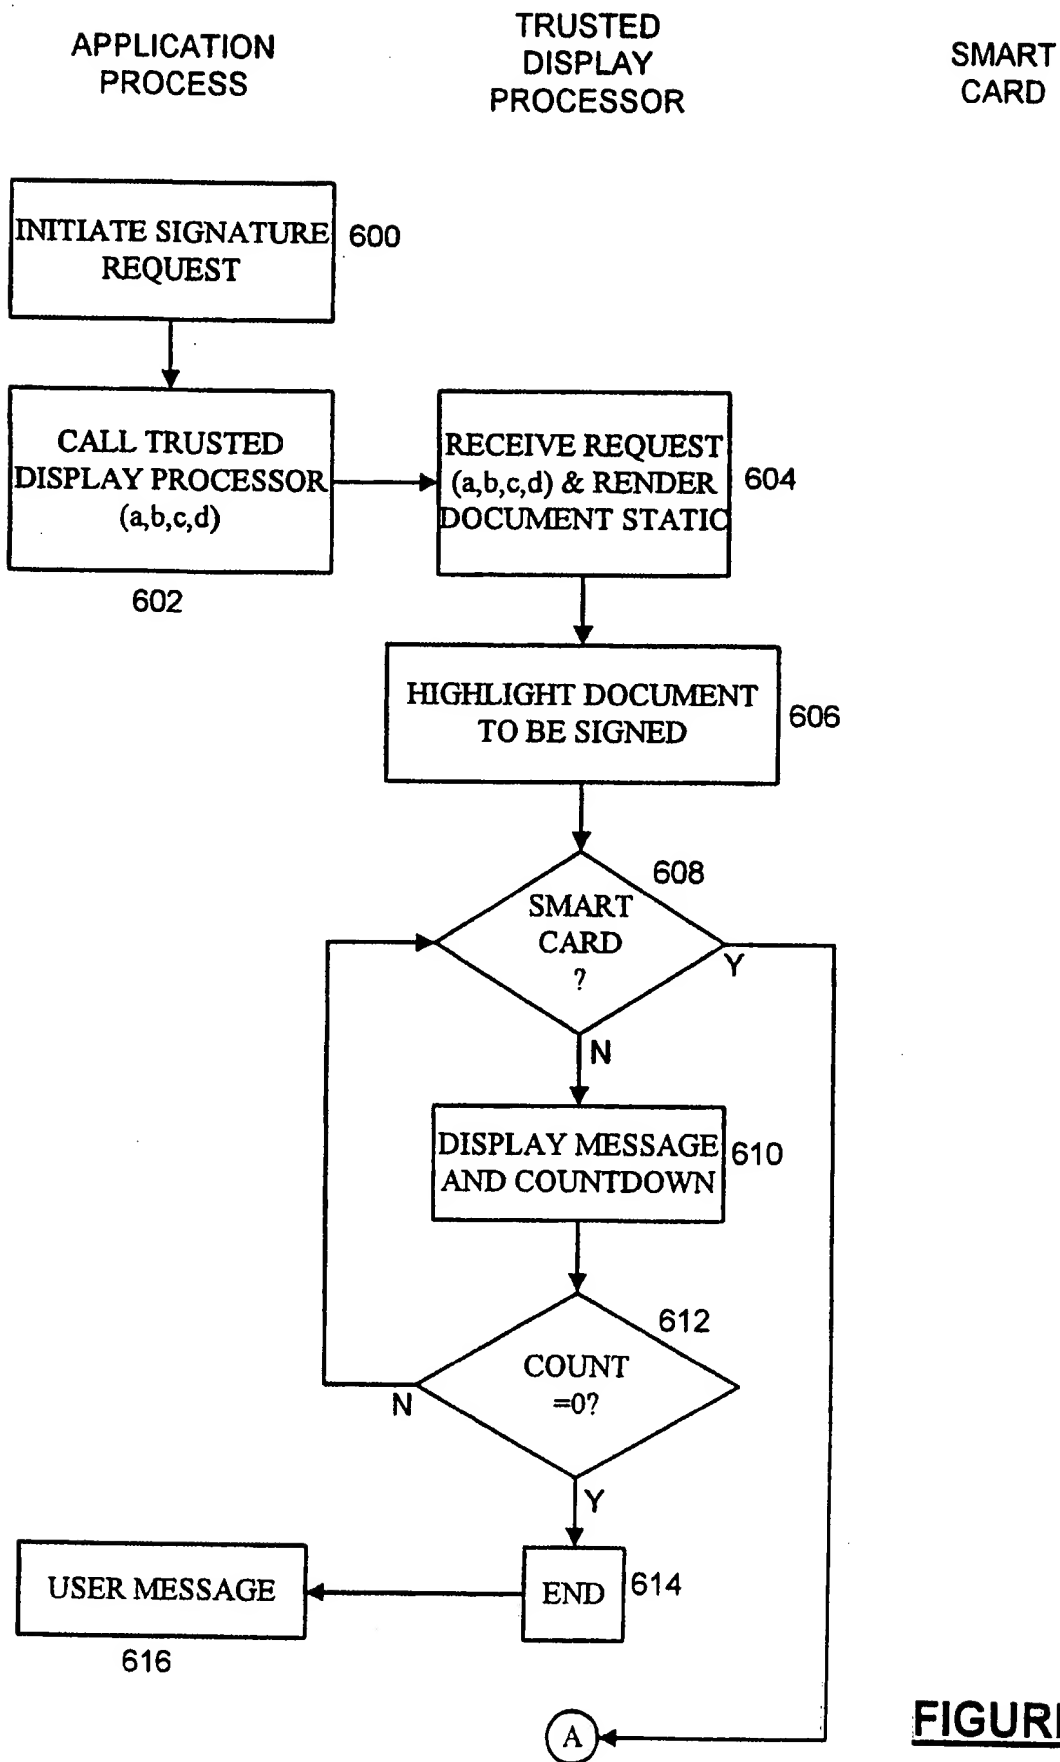 APPLICATION
PROCESS
TRUSTED
DISPLAY
PROCESSOR
SMART
CARD
INITIATE SIGNATURE
REQUEST
600
CALL TRUSTED
DISPLAY PROCESSOR
(a,b,c,d)
602
RECEIVE REQUEST
(a,b,c,d) & RENDER
DOCUMENT STATIC
604
HIGHLIGHT DOCUMENT
TO BE SIGNED
606
608
SMART
CARD
?
Y
N
DISPLAY MESSAGE
AND COUNTDOWN
610
612
COUNT
=0?
N
Y
END
614
USER MESSAGE
616
A